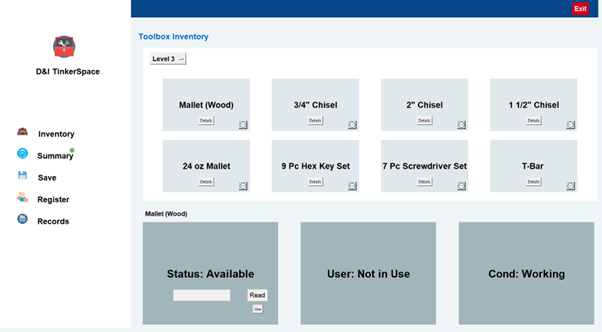 Exit
Toolbox Inventory
Level 3
D&I TinkerSpace
Mallet (Wood) 3/4" Chisel 2" Chisel 1 1/2" Chisel
Details Details Details Details
Inventory
Summary
Save
Register
Records
24 oz Mallet 9 Pc Hex Key Set 7 Pc Screwdriver Set T-Bar
Details Details Details Details
Mallet (Wood)
Status: Available User: Not in Use Cond: Working
Read
Use